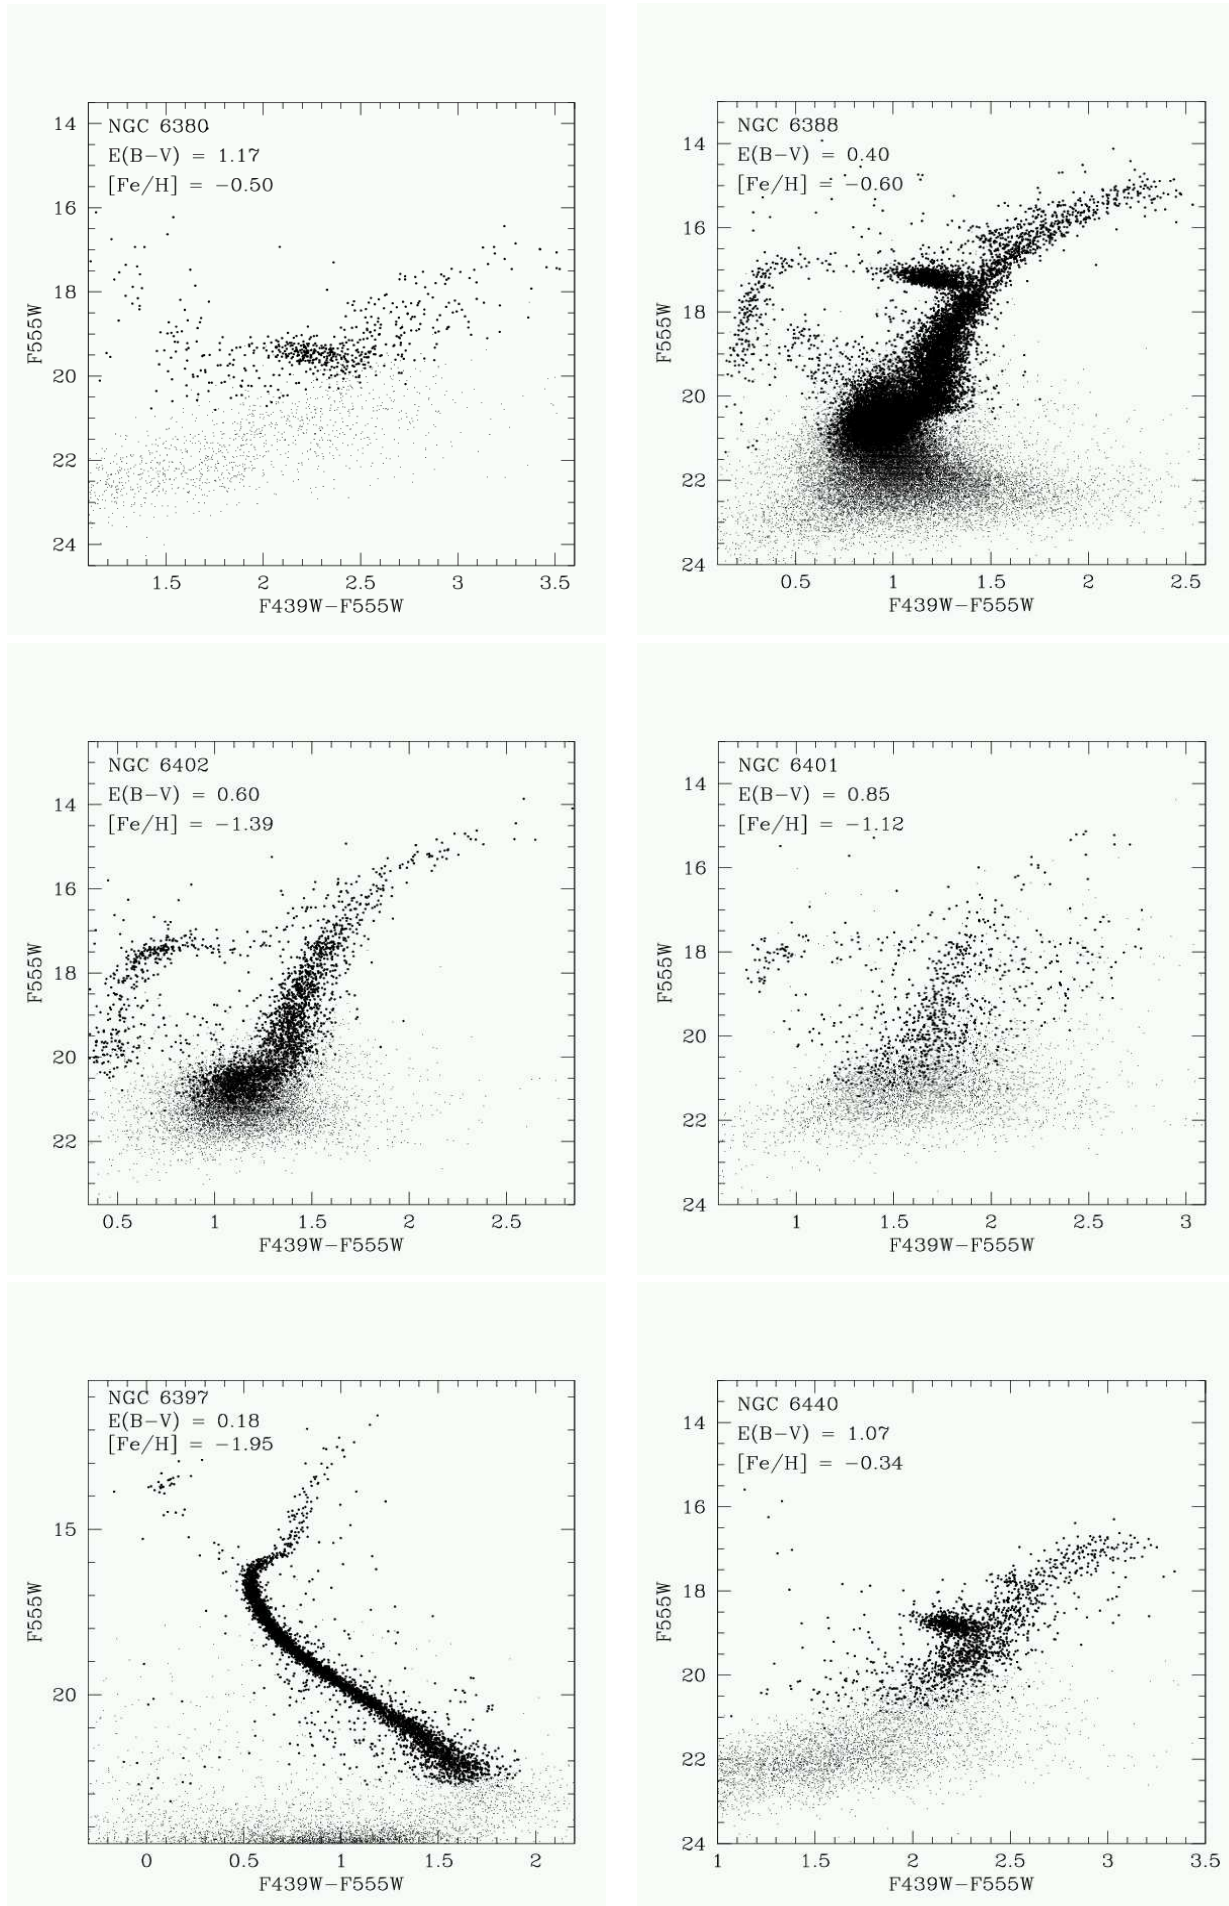 NGC 6380
E(B−V) = 1.17
[Fe/H] = −0.50
14
16
18
20
22
24
F555W
1.5 2 2.5 3 3.5
F439W−F555W
NGC 6388
E(B−V) = 0.40
[Fe/H] = −0.60
14
16
18
20
22
24
F555W
0.5 1 1.5 2 2.5
F439W−F555W
NGC 6402
E(B−V) = 0.60
[Fe/H] = −1.39
14
16
18
20
22
F555W
0.5 1 1.5 2 2.5
F439W−F555W
NGC 6401
E(B−V) = 0.85
[Fe/H] = −1.12
14
16
18
20
22
24
F555W
1 1.5 2 2.5 3
F439W−F555W
NGC 6397
E(B−V) = 0.18
[Fe/H] = −1.95
15
20
F555W
0 0.5 1 1.5 2
F439W−F555W
NGC 6440
E(B−V) = 1.07
[Fe/H] = −0.34
14
16
18
20
22
24
F555W
1 1.5 2 2.5 3 3.5
F439W−F555W